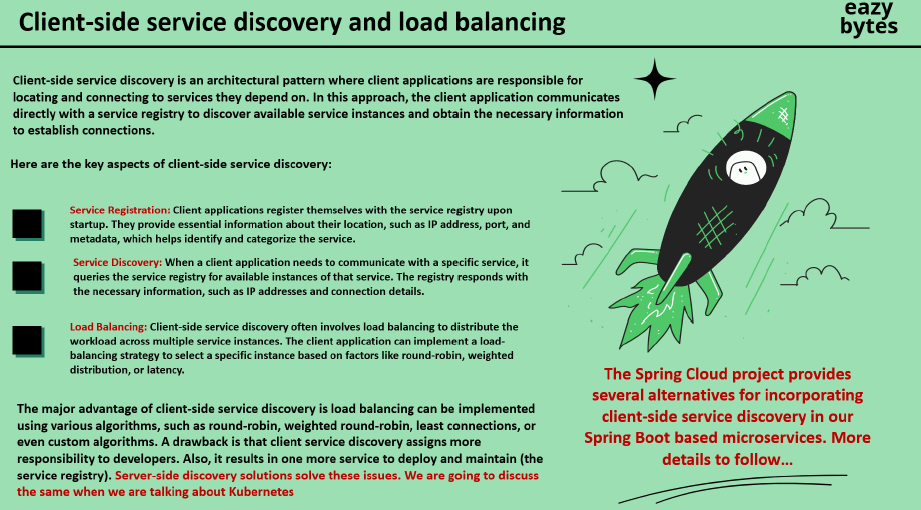 Client-side service discovery and load balancing
eazy
bytes
Client-side service discovery is an architectural pattern where client applications are responsible for
locating and connecting to services they depend on. In this approach, the client application communicates
directly with a service registry to discover available service instances and obtain the necessary information
to establish connections.
Here are the key aspects of client-side service discovery:
Service Registration: Client applications register themselves with the service registry upon
startup. They provide essential information about their location, such as IP address, port, and
metadata, which helps identify and categorize the service.
Service Discovery: When a client application needs to communicate with a specific service, it
queries the service registry for available instances of that service. The registry responds with
the necessary information, such as IP addresses and connection details.
Load Balancing: Client-side service discovery often involves load balancing to distribute the
workload across multiple service instances. The client application can implement a load-
balancing strategy to select a specific instance based on factors like round-robin, weighted
distribution, or latency.
The major advantage of client-side service discovery is load balancing can be implemented
using various algorithms, such as round-robin, weighted round-robin, least connections, or
even custom algorithms. A drawback is that client service discovery assigns more
responsibility to developers. Also, it results in one more service to deploy and maintain (the
service registry). Server-side discovery solutions solve these issues. We are going to discuss
the same when we are talking about Kubernetes
The Spring Cloud project provides
several alternatives for incorporating
client-side service discovery in our
Spring Boot based microservices. More
details to follow...